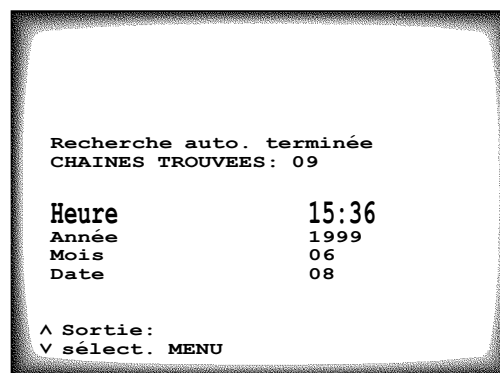 Recherche auto. terminée
CHAINES TROUVEES: 09
Heure 15:36
Année 1999
Mois 06
Date 08
∧ Sortie:
∨ sélect. MENU